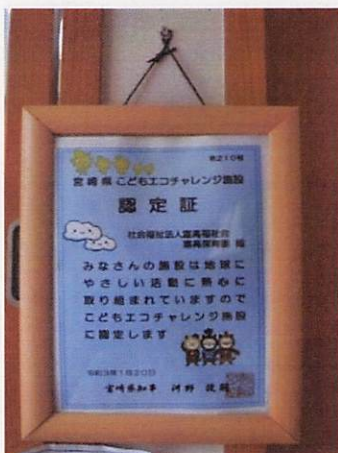 第210号
宮崎県 こどもエコチャレンジ施設
認定証
社会福祉法人富高福祉会
富高保育園 様
みなさんの施設は地球に
やさしい活動に熱心に
取り組まれていますので
こどもエコチャレンジ施設
に認定します
令和3年1月20日
宮崎県知事 河野 俊嗣